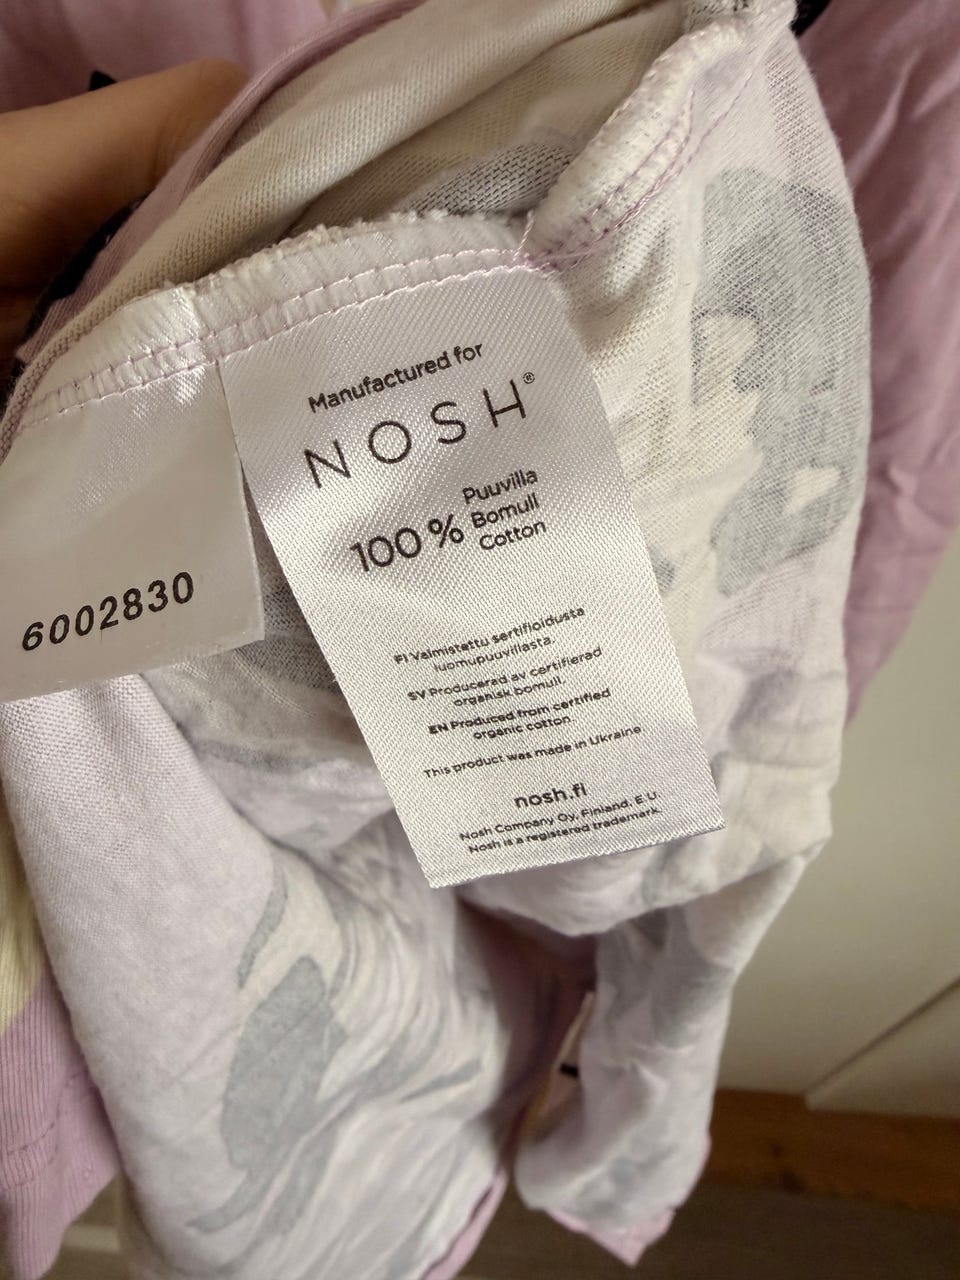 Manufactured for
NOSH®
100 % Puuvilla
Bomull
Cotton
FI Valmistettu sertifioidusta
luomupuuvillasta.
SV Producerad av certifierad
organisk bomull.
EN Produced from certified
organic cotton.
This product was made in Ukraine.
nosh.fi
Nosh Company Oy, Finland, E.U.
Nosh is a registered trademark.
6002830